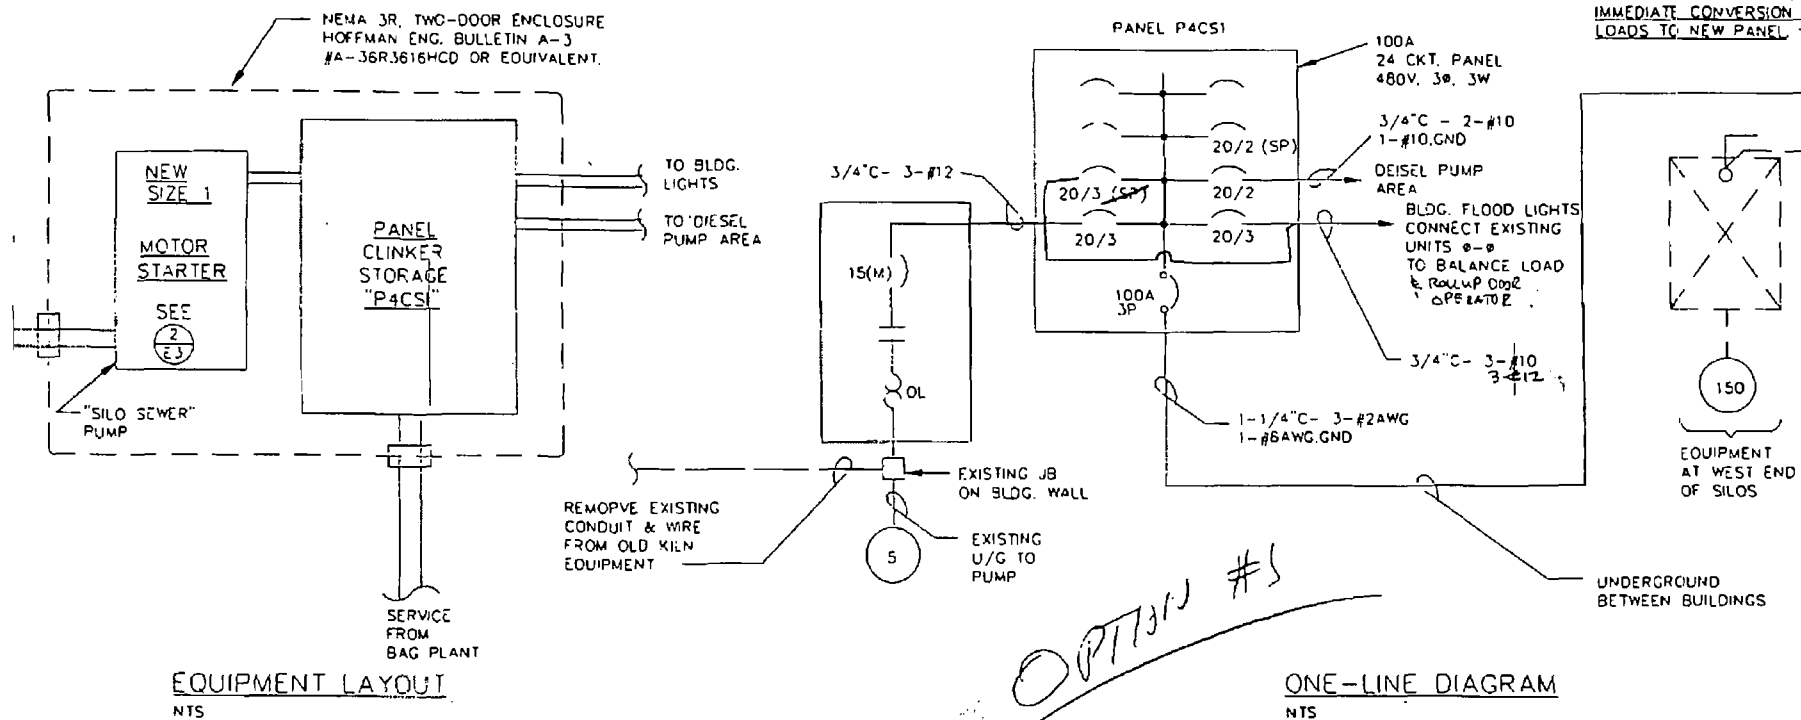 NEMA 3R, TWO-DOOR ENCLOSURE
HOFFMAN ENG. BULLETIN A-3
#A-36R3616HCD OR EQUIVALENT.
NEW
SIZE 1
MOTOR
STARTER
SEE
2
E3
PANEL
CLINKER
STORAGE
"P4CS1"
TO BLDG.
LIGHTS
TO DIESEL
PUMP AREA
"SILO SEWER"
PUMP
SERVICE
FROM
BAG PLANT
EQUIPMENT LAYOUT
NTS
PANEL P4CS1
100A
24 CKT. PANEL
480V, 3ø, 3W
IMMEDIATE CONVERSION
LOADS TO NEW PANEL
3/4"C - 2-#10
1-#10,GND
20/2 (SP)
3/4"C- 3-#12
20/3 (SP)
20/2
DEISEL PUMP
AREA
20/3
20/3
BLDG. FLOOD LIGHTS
CONNECT EXISTING
UNITS ø-ø
TO BALANCE LOAD
& ROLLUP DOOR
OPERATOR
15(M)
100A
3P
OL
3/4"C- 3-#10
3-#12
1-1/4"C- 3-#2AWG
1-#6AWG,GND
150
EQUIPMENT
AT WEST END
OF SILOS
EXISTING JB
ON BLDG. WALL
REMOPVE EXISTING
CONDUIT & WIRE
FROM OLD KILN
EQUIPMENT
5
EXISTING
U/G TO
PUMP
UNDERGROUND
BETWEEN BUILDINGS
OPTION #1
ONE-LINE DIAGRAM
NTS